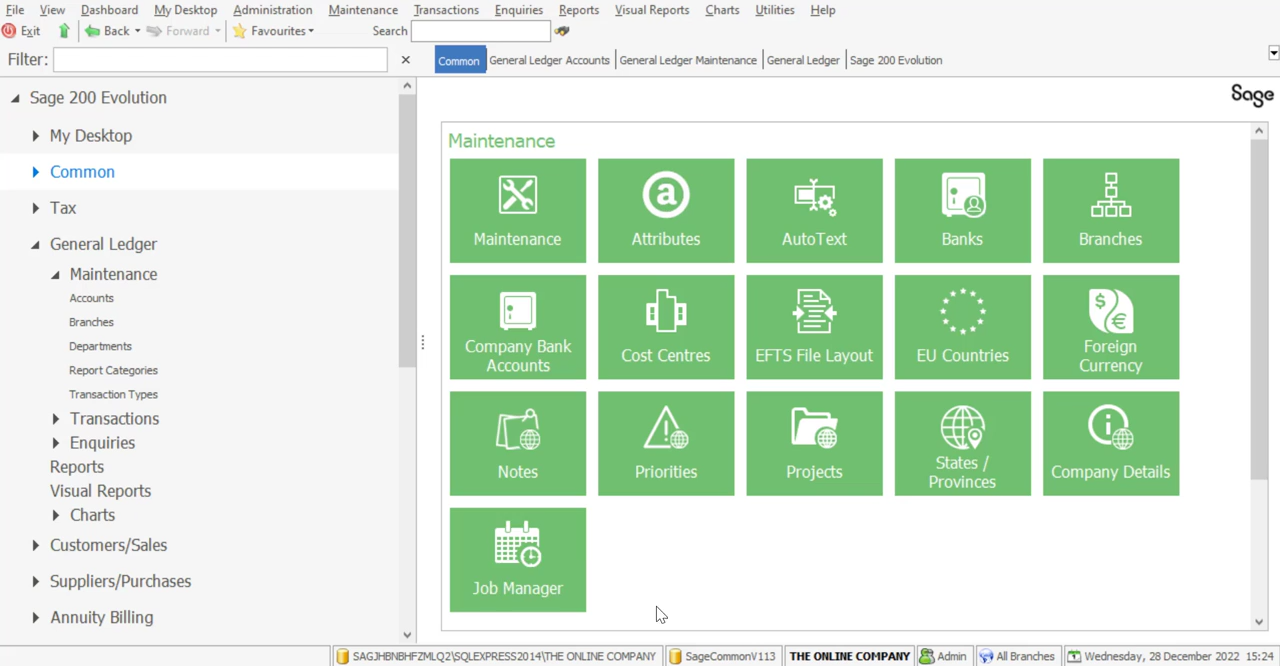 File View Dashboard My Desktop Administration Maintenance Transactions Enquiries Reports Visual Reports Charts Utilities Help
Exit Back Forward Favourites Search
Filter:
Common General Ledger Accounts General Ledger Maintenance General Ledger Sage 200 Evolution
Sage 200 Evolution
My Desktop
Common
Tax
General Ledger
Maintenance
Accounts
Branches
Departments
Report Categories
Transaction Types
Transactions
Enquiries
Reports
Visual Reports
Charts
Customers/Sales
Suppliers/Purchases
Annuity Billing
Sage
Maintenance
Maintenance
Attributes
AutoText
Banks
Branches
Company Bank
Accounts
Cost Centres
EFTS File Layout
EU Countries
Foreign
Currency
Notes
Priorities
Projects
States /
Provinces
Company Details
Job Manager
SAGJHBNBHFZMLQ2\SQLEXPRESS2014\THE ONLINE COMPANY SageCommonV113 THE ONLINE COMPANY Admin All Branches Wednesday, 28 December 2022 15:24